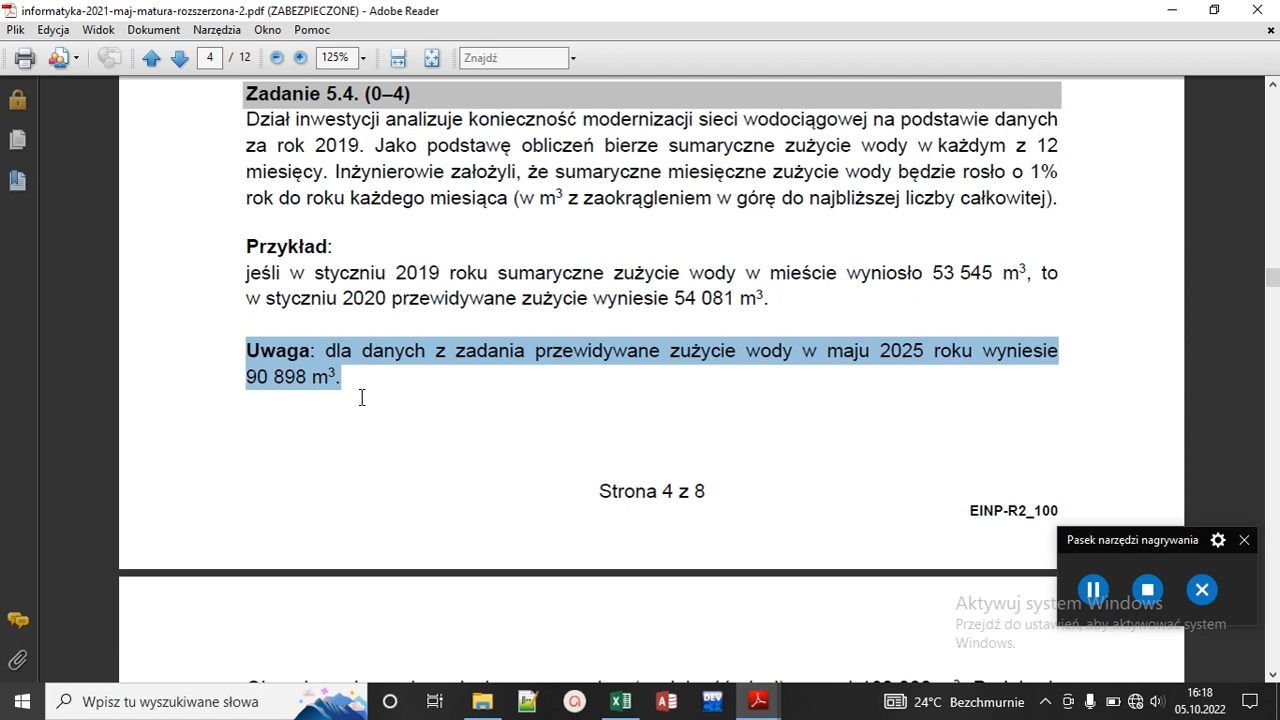 informatyka-2021-maj-matura-rozszerzona-2.pdf (ZABEZPIECZONE) - Adobe Reader
Plik Edycja Widok Dokument Narzędzia Okno Pomoc
4 / 12 125% Znajdź
Zadanie 5.4. (0–4)
Dział inwestycji analizuje konieczność modernizacji sieci wodociągowej na podstawie danych
za rok 2019. Jako podstawę obliczeń bierze sumaryczne zużycie wody w każdym z 12
miesięcy. Inżynierowie założyli, że sumaryczne miesięczne zużycie wody będzie rosło o 1%
rok do roku każdego miesiąca (w m³ z zaokrągleniem w górę do najbliższej liczby całkowitej).
Przykład:
jeśli w styczniu 2019 roku sumaryczne zużycie wody w mieście wyniosło 53 545 m³, to
w styczniu 2020 przewidywane zużycie wyniesie 54 081 m³.
Uwaga: dla danych z zadania przewidywane zużycie wody w maju 2025 roku wyniesie
90 898 m³.
Strona 4 z 8
EINP-R2_100
Pasek narzędzi nagrywania
Aktywuj system Windows
Przejdź do ustawień, aby aktywować system
Windows.
Wpisz tu wyszukiwane słowa
24°C Bezchmurnie
16:18
05.10.2022